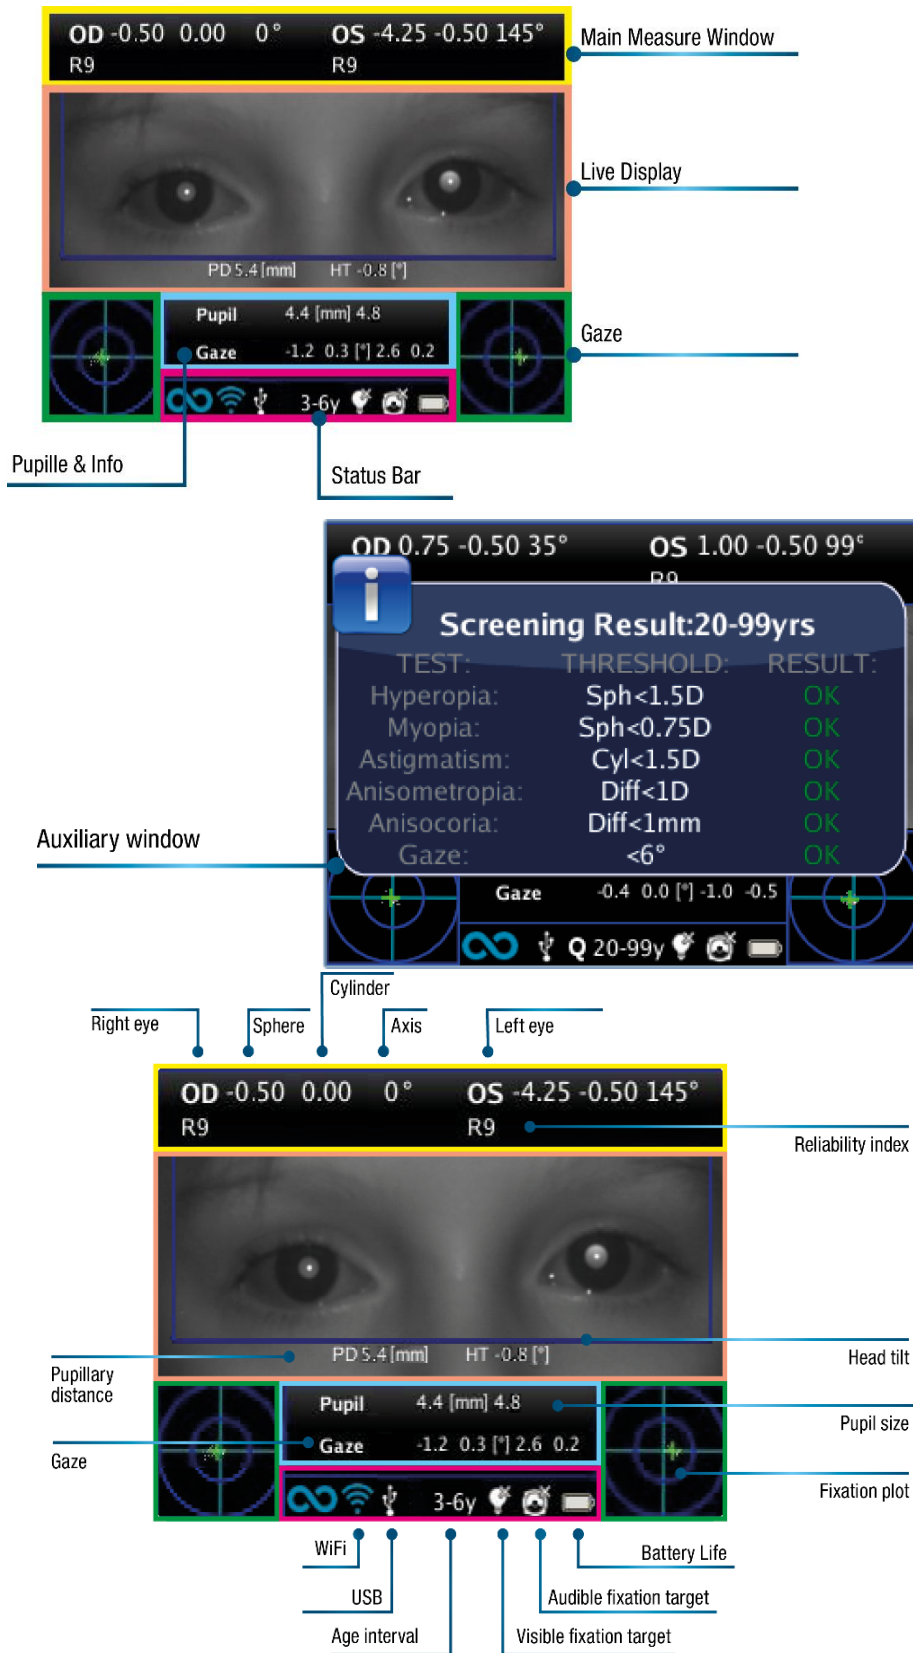 OD -0.50 0.00 0° OS -4.25 -0.50 145°
R9 R9
Main Measure Window
Live Display
PD 5.4 [mm] HT -0.8 [°]
Pupil 4.4 [mm] 4.8
Gaze -1.2 0.3 [°] 2.6 0.2
Gaze
3-6y
Pupille & Info
Status Bar
OD 0.75 -0.50 35° OS 1.00 -0.50 99°
R9
i
Screening Result:20-99yrs
TEST: THRESHOLD: RESULT:
Hyperopia: Sph<1.5D OK
Myopia: Sph<0.75D OK
Astigmatism: Cyl<1.5D OK
Anisometropia: Diff<1D OK
Anisocoria: Diff<1mm OK
Gaze: <6° OK
Auxiliary window
Gaze -0.4 0.0 [°] -1.0 -0.5
Q 20-99y
Cylinder
Right eye Sphere Axis Left eye
OD -0.50 0.00 0° OS -4.25 -0.50 145°
R9 R9
Reliability index
PD 5.4 [mm] HT -0.8 [°]
Head tilt
Pupillary
distance
Pupil 4.4 [mm] 4.8
Pupil size
Gaze -1.2 0.3 [°] 2.6 0.2
Gaze
Fixation plot
3-6y
WiFi
Battery Life
USB
Audible fixation target
Age interval
Visible fixation target